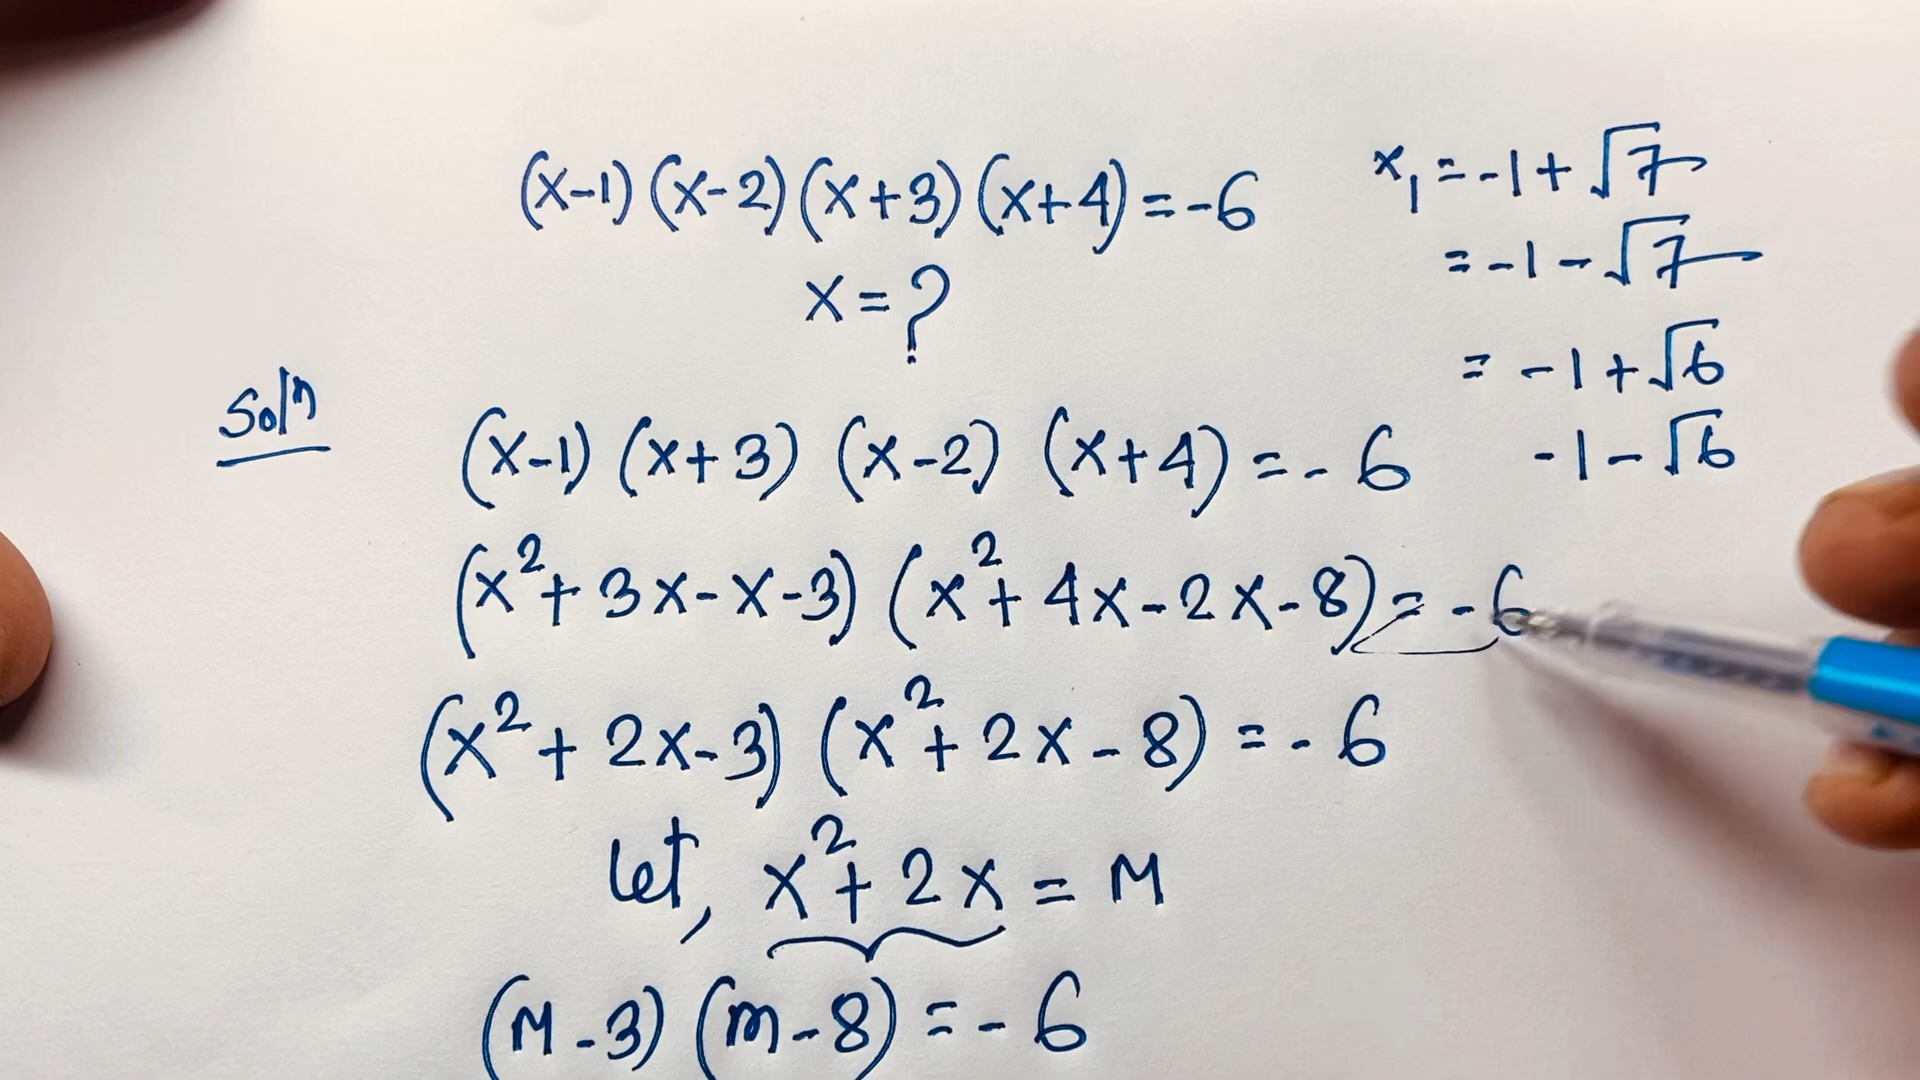 (x-1)(x-2)(x+3)(x+4)=-6
x=?
x₁=-1+√7
=-1-√7
=-1+√6
-1-√6
Soln
(x-1)(x+3)(x-2)(x+4)=-6
(x²+3x-x-3)(x²+4x-2x-8)=-6
(x²+2x-3)(x²+2x-8)=-6
let, x²+2x=M
(M-3)(m-8)=-6